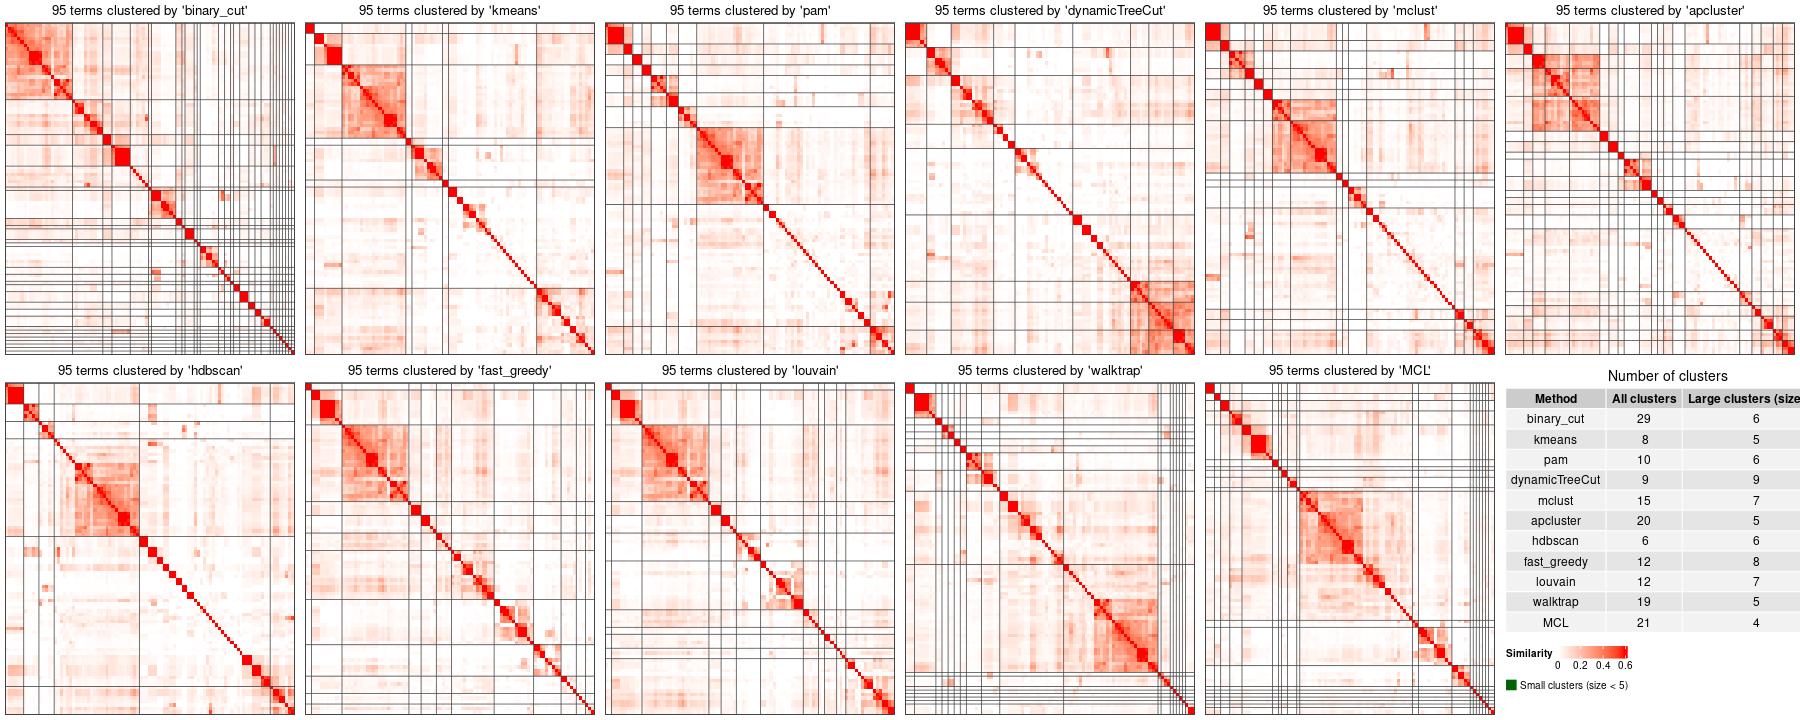 95 terms clustered by 'binary_cut'
95 terms clustered by 'kmeans'
95 terms clustered by 'pam'
95 terms clustered by 'dynamicTreeCut'
95 terms clustered by 'mclust'
95 terms clustered by 'apcluster'
95 terms clustered by 'hdbscan'
95 terms clustered by 'fast_greedy'
95 terms clustered by 'louvain'
95 terms clustered by 'walktrap'
95 terms clustered by 'MCL'
Number of clusters
Method All clusters Large clusters (size
binary_cut 29 6
kmeans 8 5
pam 10 6
dynamicTreeCut 9 9
mclust 15 7
apcluster 20 5
hdbscan 6 6
fast_greedy 12 8
louvain 12 7
walktrap 19 5
MCL 21 4
Similarity
0 0.2 0.4 0.6
Small clusters (size < 5)